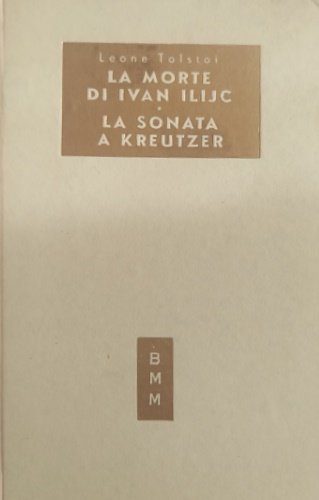 Leone Tolstoi
LA MORTE
DI IVAN ILIJC
•
LA SONATA
A KREUTZER
B
M
M